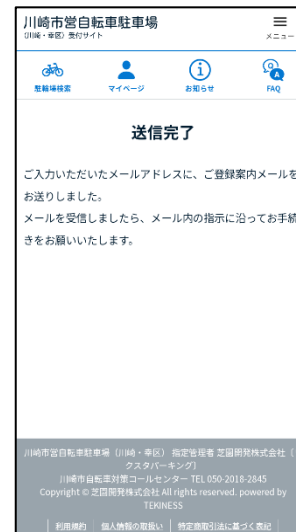 川崎市営自転車駐車場
(川崎・幸区) 受付サイト
メニュー
駐輪場検索
マイページ
お知らせ
FAQ
送信完了
ご入力いただいたメールアドレスに、ご登録案内メールを
お送りしました。
メールを受信しましたら、メール内の指示に沿ってお手続
きをお願いいたします。
川崎市営自転車駐車場（川崎・幸区） 指定管理者 芝園開発株式会社〔
クスタパーキング〕
川崎市自転車対策コールセンター TEL 050-2018-2845
Copyright © 芝園開発株式会社 All rights reserved. powered by
TEKINESS
利用規約
個人情報の取扱い
特定商取引法に基づく表記